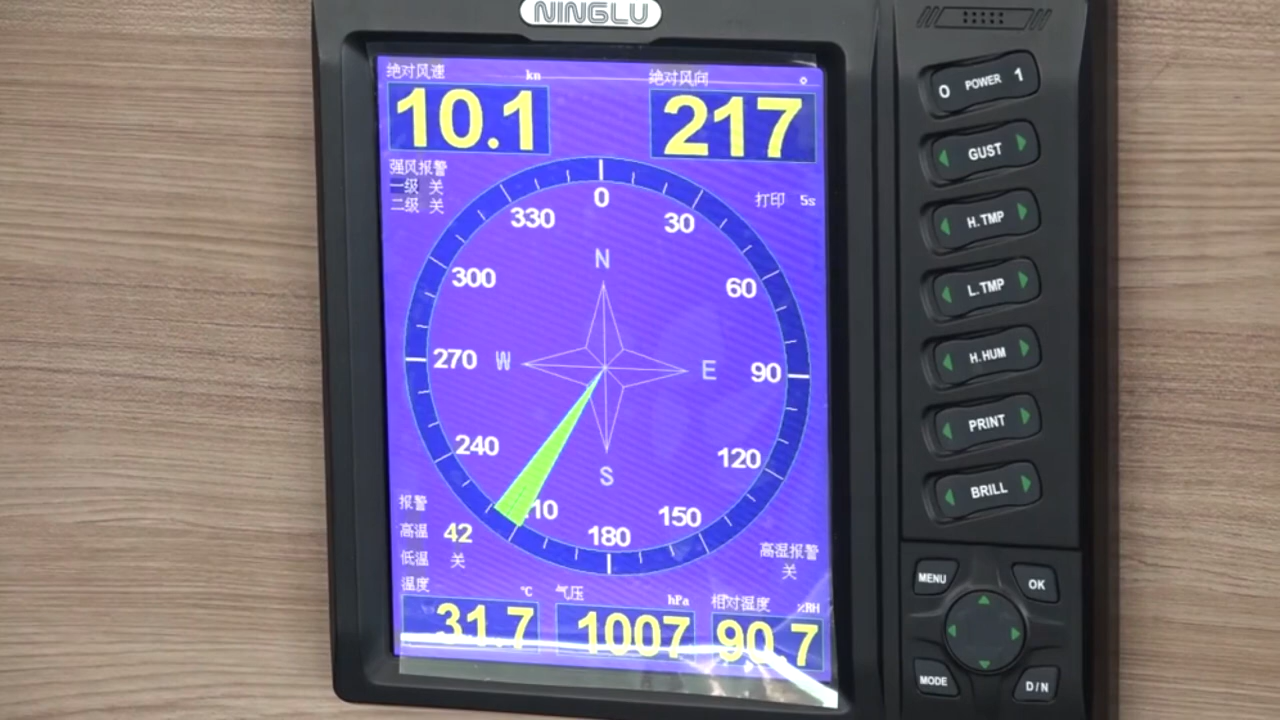 NINGLU
绝对风速 kn
绝对风向 °
10.1
217
强风报警
一级 关
二级 关
打印 5s
0
330
30
300
60
N
270
W
E
90
240
120
S
10
150
180
报警
高温 42
低温 关
高湿报警
关
温度 ℃
气压 hPa
相对湿度 %RH
31.7
1007
90.7
0 POWER 1
GUST
H.TMP
L.TMP
H.HUM
PRINT
BRILL
MENU
OK
MODE
D/N